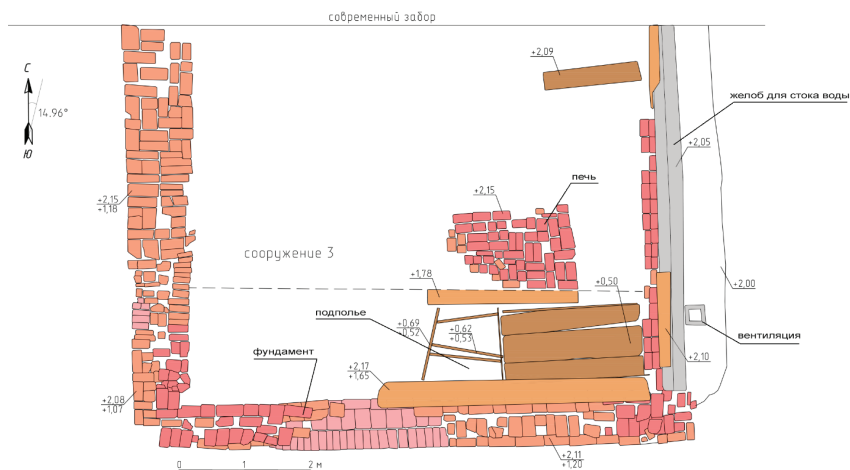 современный забор
С
14.96°
Ю
+2,09
желоб для стока воды
+2,05
печь
+2,15
+2,15
+1,18
сооружение 3
+1,78
+0,50
+2,00
подполье
+0,69
+0,52
+0,62
+0,53
вентиляция
фундамент
+2,17
+1,65
+2,10
+2,08
+1,07
+2,11
+1,20
0 1 2 м